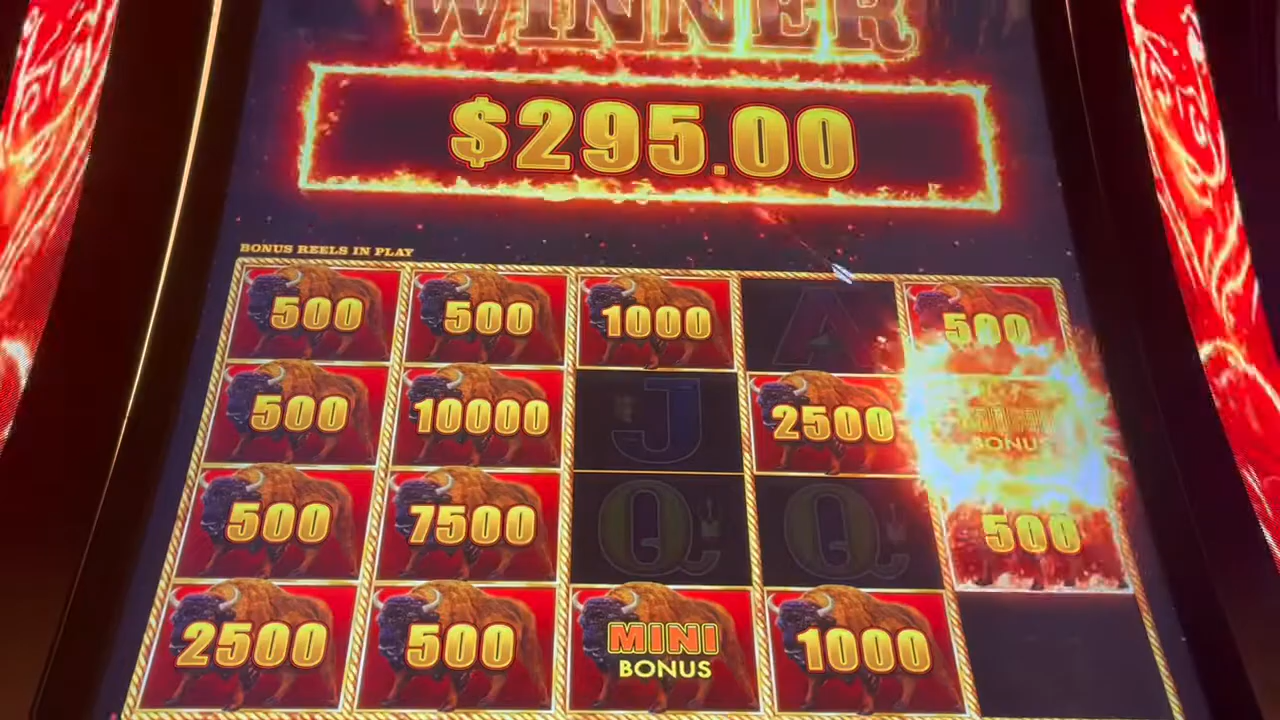 WINNER
$295.00
BONUS REELS IN PLAY
500 500 1000 A 500
500 10000 J 2500 BONUS
500 7500 Q Q 500
2500 500 MINI BONUS 1000